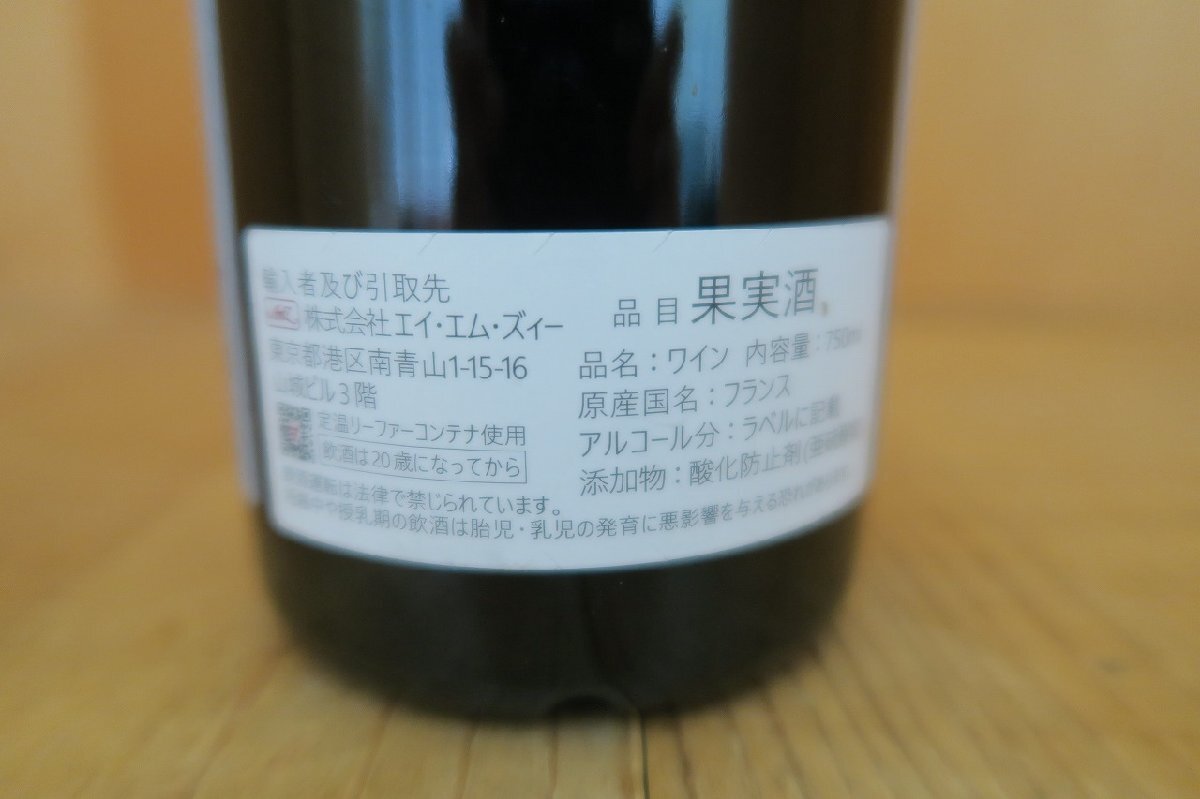 輸入者及び引取先
株式会社エイ・エム・ズィー
東京都港区南青山1-15-16
山城ビル3階
定温リーファーコンテナ使用
飲酒は20歳になってから
品目 果実酒
品名：ワイン 内容量：750ml
原産国名：フランス
アルコール分：ラベルに記載
添加物：酸化防止剤
は法律で禁じられています。
授乳期の飲酒は胎児・乳児の発育に悪影響を与える